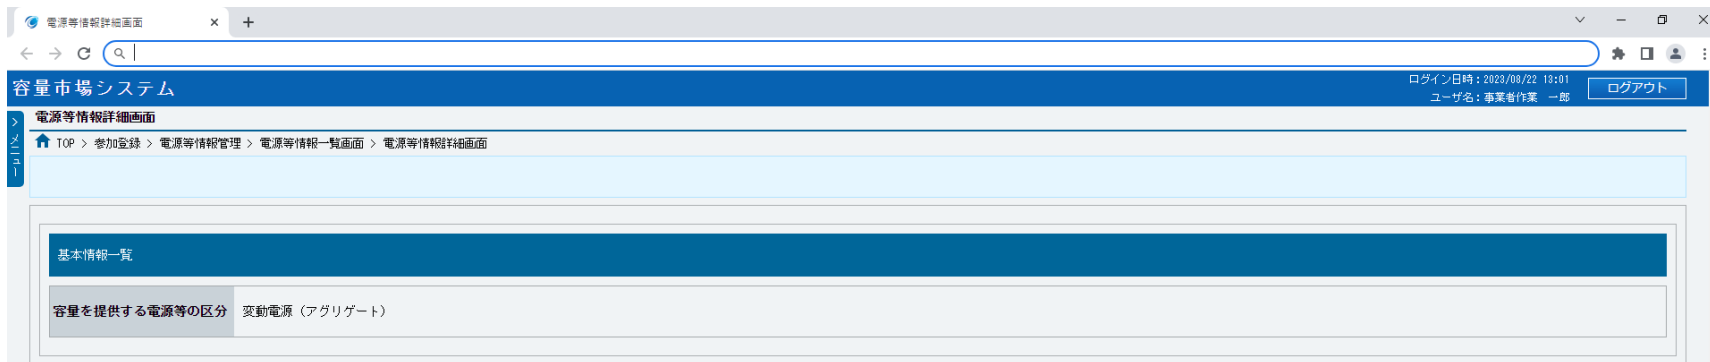 電源等情報詳細画面
容量市場システム
ログイン日時：2023/08/22 13:01
ユーザ名：事業者作業　一郎
ログアウト
メニュー
電源等情報詳細画面
TOP > 参加登録 > 電源等情報管理 > 電源等情報一覧画面 > 電源等情報詳細画面
基本情報一覧
容量を提供する電源等の区分 変動電源（アグリゲート）